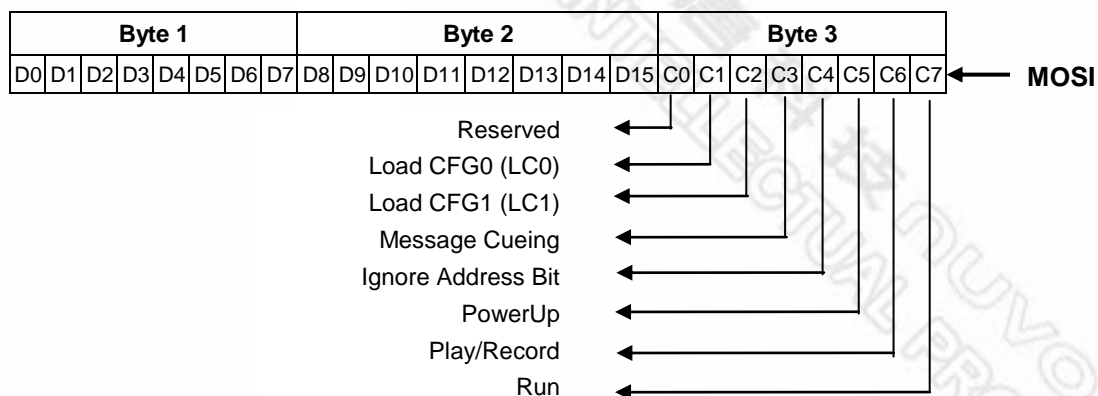 Byte 1 Byte 2 Byte 3
D0 D1 D2 D3 D4 D5 D6 D7 D8 D9 D10 D11 D12 D13 D14 D15 C0 C1 C2 C3 C4 C5 C6 C7 MOSI
Reserved
Load CFG0 (LC0)
Load CFG1 (LC1)
Message Cueing
Ignore Address Bit
PowerUp
Play/Record
Run